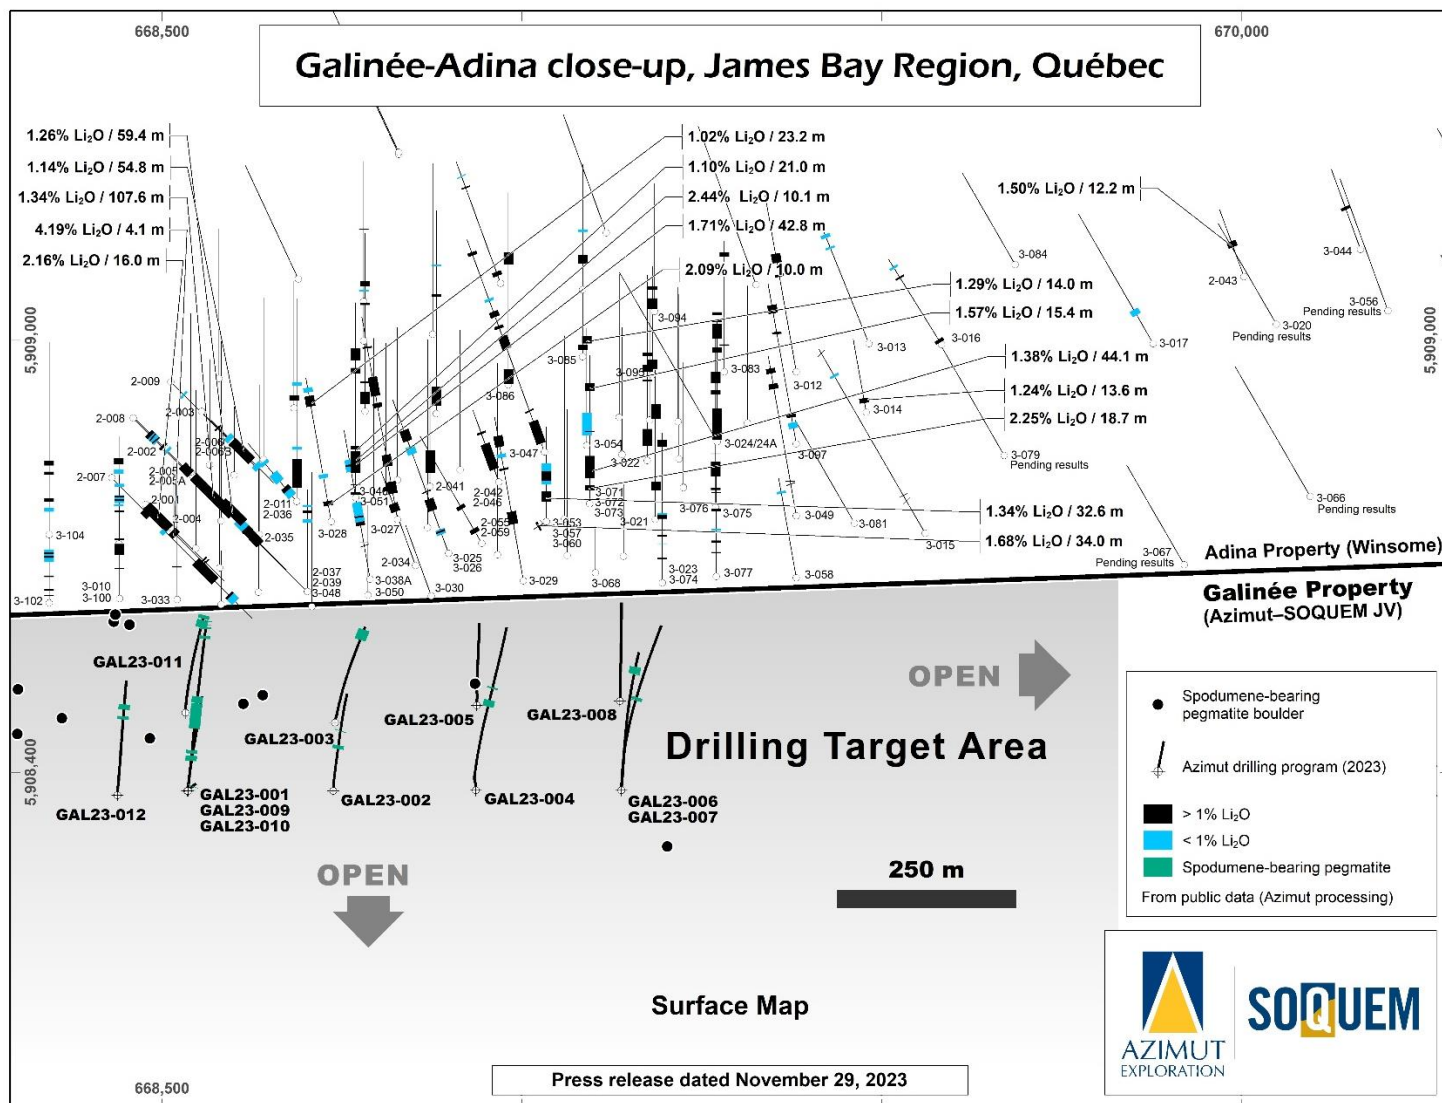 668,500
670,000
Galinée-Adina close-up, James Bay Region, Québec
1.26% Li₂O / 59.4 m
1.14% Li₂O / 54.8 m
1.34% Li₂O / 107.6 m
4.19% Li₂O / 4.1 m
2.16% Li₂O / 16.0 m
1.02% Li₂O / 23.2 m
1.10% Li₂O / 21.0 m
2.44% Li₂O / 10.1 m
1.71% Li₂O / 42.8 m
2.09% Li₂O / 10.0 m
1.50% Li₂O / 12.2 m
1.29% Li₂O / 14.0 m
1.57% Li₂O / 15.4 m
1.38% Li₂O / 44.1 m
1.24% Li₂O / 13.6 m
2.25% Li₂O / 18.7 m
1.34% Li₂O / 32.6 m
1.68% Li₂O / 34.0 m
5,909,000
5,909,000
3-084
2-043
3-044
3-056
Pending results
3-020
Pending results
3-017
3-016
3-013
3-094
3-085
3-083
3-012
3-086
3-014
2-009
2-003
2-008
2-002
2-007
2-005
2-005A
2-001
2-004
2-011
2-036
2-035
3-028
3-051
3-027
2-034
2-041
2-042
2-046
2-055
2-059
3-047
3-054
3-022
3-024/24A
3-007
3-079
Pending results
3-071
3-072
3-073
3-021
3-076
3-075
3-049
3-081
3-015
3-066
Pending results
3-067
Pending results
3-053
3-057
3-060
3-025
3-026
3-029
3-068
3-023
3-074
3-077
3-058
3-104
3-102
3-010
3-100
3-033
2-037
2-039
3-048
3-038A
3-050
3-030
Adina Property (Winsome)
Galinée Property
(Azimut–SOQUEM JV)
GAL23-011
GAL23-003
GAL23-005
GAL23-008
GAL23-012
GAL23-001
GAL23-009
GAL23-010
GAL23-002
GAL23-004
GAL23-006
GAL23-007
OPEN
Drilling Target Area
5,908,400
OPEN
250 m
Surface Map
Spodumene-bearing
pegmatite boulder
Azimut drilling program (2023)
> 1% Li₂O
< 1% Li₂O
Spodumene-bearing pegmatite
From public data (Azimut processing)
AZIMUT
EXPLORATION
SOQUEM
668,500
Press release dated November 29, 2023